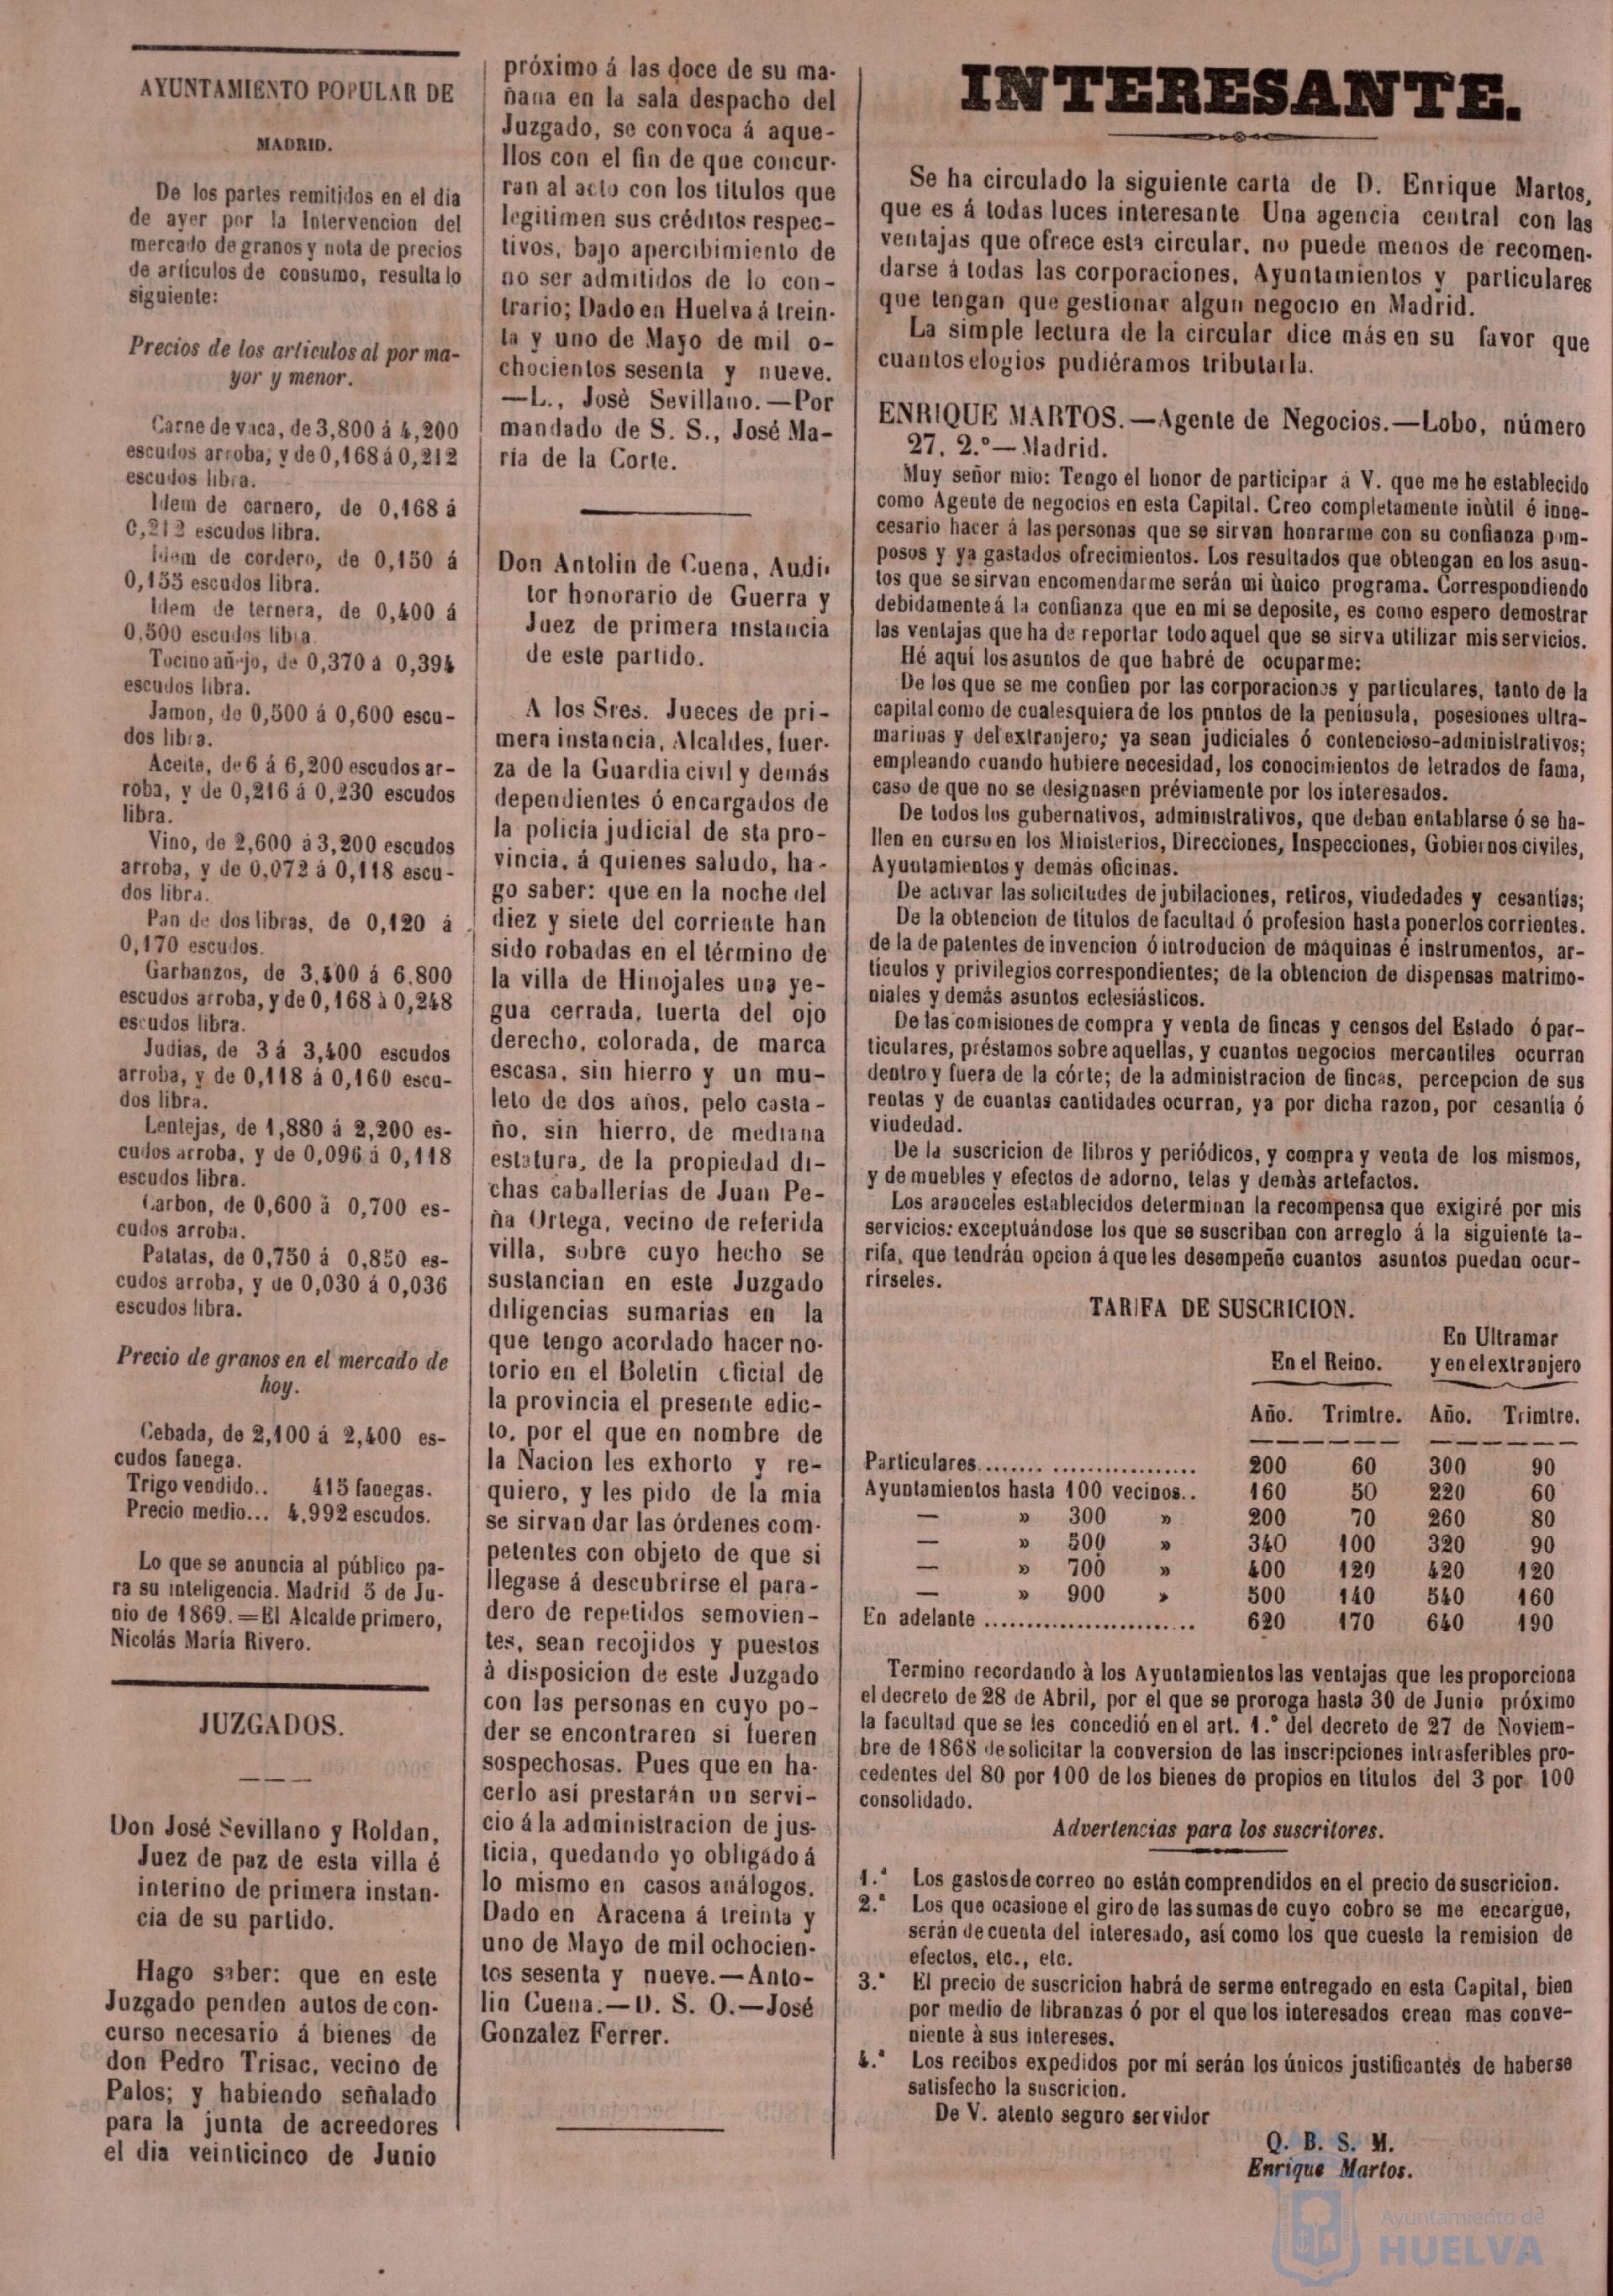 AYUNTAMIENTO POPULAR DE
MADRID.
De los partes remitidos en el dia
de ayer por la Intervencion del
mercado de granos y nota de precios
de artículos de consumo, resulta lo
siguiente:
Precios de los articulos al por ma-
yor y menor.
Carne de vaca, de 3,800 á 4,200
escudos arroba, y de 0,168 á 0,212
escudos libra.
Idem de carnero, de 0,168 á
0,212 escudos libra.
Idem de cordero, de 0,150 á
0,155 escudos libra.
Idem de ternera, de 0,400 á
0,500 escudos libra.
Tocino añejo, de 0,370 á 0,394
escudos libra.
Jamon, de 0,500 á 0,600 escu-
dos libra.
Aceite, de 6 á 6,200 escudos ar-
roba, y de 0,216 á 0,230 escudos
libra.
Vino, de 2,600 á 3,200 escudos
arroba, y de 0,072 á 0,118 escu-
dos libra.
Pan de dos libras, de 0,120 á
0,170 escudos.
Garbanzos, de 3,400 á 6,800
escudos arroba, y de 0,168 à 0,248
escudos libra.
Judias, de 3 á 3,400 escudos
arroba, y de 0,118 á 0,160 escu-
dos libra.
Lentejas, de 1,880 á 2,200 es-
cudos arroba, y de 0,096 á 0,118
escudos libra.
Carbon, de 0,600 á 0,700 es-
cudos arroba.
Patatas, de 0,750 á 0,850 es-
cudos arroba, y de 0,030 á 0,036
escudos libra.
Precio de granos en el mercado de
hoy.
Cebada, de 2,100 á 2,400 es-
cudos fanega.
Trigo vendido.. 415 fanegas.
Precio medio... 4,992 escudos.
Lo que se anuncia al público pa-
ra su inteligencia. Madrid 5 de Ju-
nio de 1869.=El Alcalde primero,
Nicolás María Rivero.
JUZGADOS.
Don José Sevillano y Roldan,
Juez de paz de esta villa é
interino de primera instan-
cia de su partido.
Hago saber: que en este
Juzgado penden autos de con-
curso necesario á bienes de
don Pedro Trisac, vecino de
Palos; y habiendo señalado
para la junta de acreedores
el dia veinticinco de Junio
próximo á las doce de su ma-
ñana en la sala despacho del
Juzgado, se convoca á aque-
llos con el fin de que concur-
ran al acto con los títulos que
legitimen sus créditos respec-
tivos, bajo apercibimiento de
no ser admitidos de lo con-
trario; Dado en Huelva á trein-
ta y uno de Mayo de mil o-
chocientos sesenta y nueve.
—L., Josè Sevillano.—Por
mandado de S. S., José Ma-
ría de la Corte.
Don Antolin de Cuena, Audi-
tor honorario de Guerra y
Juez de primera instancia
de este partido.
A los Sres. Jueces de pri-
mera instancia, Alcaldes, fuer-
za de la Guardia civil y demás
dependientes ó encargados de
la policía judicial de sta pro-
vincia, á quienes saludo, ha-
go saber: que en la noche del
diez y siete del corriente han
sido robadas en el término de
la villa de Hinojales una ye-
gua cerrada, tuerta del ojo
derecho, colorada, de marca
escasa, sin hierro y un mu-
leto de dos años, pelo casta-
ño, sin hierro, de mediana
estatura, de la propiedad di-
chas caballerías de Juan Pe-
ña Ortega, vecino de referida
villa, sobre cuyo hecho se
sustancian en este Juzgado
diligencias sumarias en la
que tengo acordado hacer no-
torio en el Boletin oficial de
la provincia el presente edic-
to, por el que en nombre de
la Nacion les exhorto y re-
quiero, y les pido de la mia
se sirvan dar las órdenes com-
petentes con objeto de que si
llegase á descubrirse el para-
dero de repetidos semovien-
tes, sean recojidos y puestos
à disposicion de este Juzgado
con las personas en cuyo po-
der se encontraren si fueren
sospechosas. Pues que en ha-
cerlo así prestarán un servi-
cio á la administracion de jus-
ticia, quedando yo obligádo á
lo mismo en casos análogos.
Dado en Aracena á treinta y
uno de Mayo de mil ochocien-
tos sesenta y nueve.—Anto-
lin Cuena.—D. S. O.—José
Gonzalez Ferrer.
INTERESANTE.
Se ha circulado la siguiente carta de D. Enrique Martos,
que es á todas luces interesante Una agencia central con las
ventajas que ofrece esta circular, no puede menos de recomen-
darse á todas las corporaciones, Ayuntamientos y particulares
que tengan que gestionar algun negocio en Madrid.
La simple lectura de la circular dice más en su favor que
cuantos elogios pudiéramos tributarla.
ENRIQUE MARTOS.—Agente de Negocios.—Lobo, número
27, 2.º—Madrid.
Muy señor mio: Tengo el honor de participar á V. que me he establecido
como Agente de negocios en esta Capital. Creo completamente inùtil é inne-
cesario hacer á las personas que se sirvan honrarme con su confianza pom-
posos y ya gastados ofrecimientos. Los resultados que obtengan en los asun-
tos que se sirvan encomendarme serán mi ùnico programa. Correspondiendo
debidamente á la confianza que en mí se deposite, es como espero demostrar
las ventajas que ha de reportar todo aquel que se sirva utilizar mis servicios.
Hé aquí los asuntos de que habré de ocuparme:
De los que se me confien por las corporaciones y particulares, tanto de la
capital como de cualesquiera de los puntos de la península, posesiones ultra-
marinas y del extranjero; ya sean judiciales ó contencioso-administrativos;
empleando cuando hubiere necesidad, los conocimientos de letrados de fama,
caso de que no se designasen préviamente por los interesados.
De todos los gubernativos, administrativos, que deban entablarse ó se ha-
llen en curso en los Ministerios, Direcciones, Inspecciones, Gobiernos civiles,
Ayuntamientos y demás oficinas.
De activar las solicitudes de jubilaciones, retiros, viudedades y cesantías;
De la obtencion de títulos de facultad ó profesion hasta ponerlos corrientes.
de la de patentes de invencion ó introducion de máquinas é instrumentos, ar-
tículos y privilegios correspondientes; de la obtencion de dispensas matrimo-
niales y demás asuntos eclesiásticos.
De las comisiones de compra y venta de fincas y censos del Estado ó par-
ticulares, préstamos sobre aquellas, y cuantos negocios mercantiles ocurran
dentro y fuera de la córte; de la administracion de fincas, percepcion de sus
rentas y de cuantas cantidades ocurran, ya por dicha razon, por cesantía ó
viudedad.
De la suscricion de libros y periódicos, y compra y venta de los mismos,
y de muebles y efectos de adorno, telas y demàs artefactos.
Los aranceles establecidos determinan la recompensa que exigiré por mis
servicios: exceptuándose los que se suscriban con arreglo á la siguiente ta-
rifa, que tendrán opcion á que les desempeñe cuantos asuntos puedan ocur-
rírseles.
TARIFA DE SUSCRICION.
En Ultramar
En el Reino. y en el extranjero
Año. Trimtre. Año. Trimtre.
Particulares........ ................. 200 60 300 90
Ayuntamientos hasta 100 vecinos.. 160 50 220 60
— » 300 » 200 70 260 80
— » 500 » 340 100 320 90
— » 700 » 400 120 420 120
— » 900 » 500 140 540 160
En adelante ......................... 620 170 640 190
Termino recordando à los Ayuntamientos las ventajas que les proporciona
el decreto de 28 de Abril, por el que se proroga hasta 30 de Junio próximo
la facultad que se les concedió en el art. 1.º del decreto de 27 de Noviem-
bre de 1868 de solicitar la conversion de las inscripciones intrasferibles pro-
cedentes del 80 por 100 de los bienes de propios en títulos del 3 por 100
consolidado.
Advertencias para los suscritores.
1.ª Los gastos de correo no están comprendidos en el precio de suscricion.
2.ª Los que ocasione el giro de las sumas de cuyo cobro se me encargue,
serán de cuenta del interesado, así como los que cueste la remision de
efectos, etc., etc.
3.ª El precio de suscricion habrá de serme entregado en esta Capital, bien
por medio de libranzas ó por el que los interesados crean mas conve-
niente à sus intereses.
4.ª Los recibos expedidos por mí serán los únicos justificantes de haberse
satisfecho la suscricion.
De V. atento seguro servidor
Q. B. S. M.
Enrique Martos.
Ayuntamiento de
HUELVA